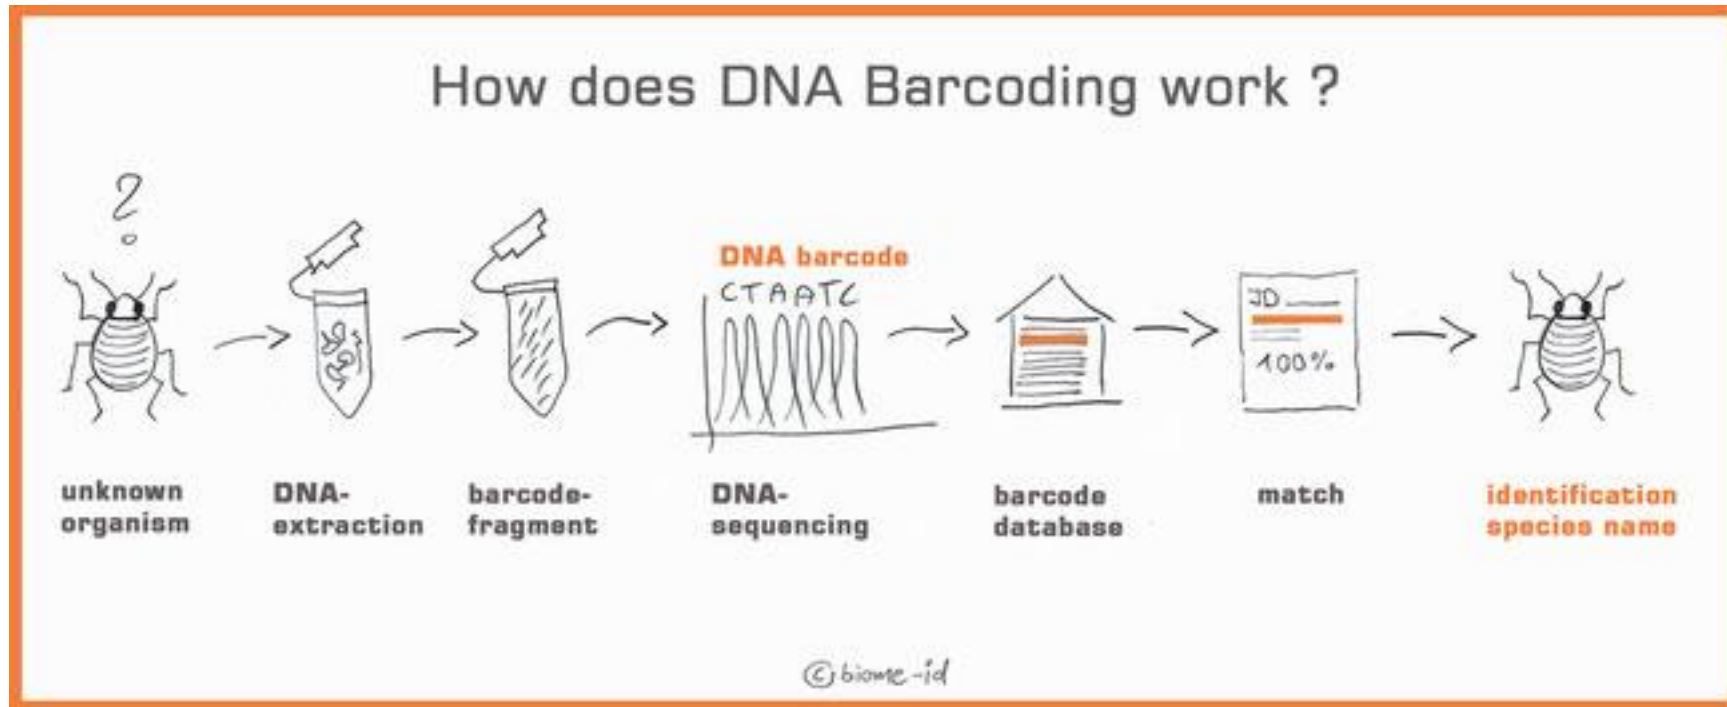 How does DNA Barcoding work ?
?
DNA barcode
CTAATC
ID
100%
unknown
organism
DNA-
extraction
barcode-
fragment
DNA-
sequencing
barcode
database
match
identification
species name
©biome-id